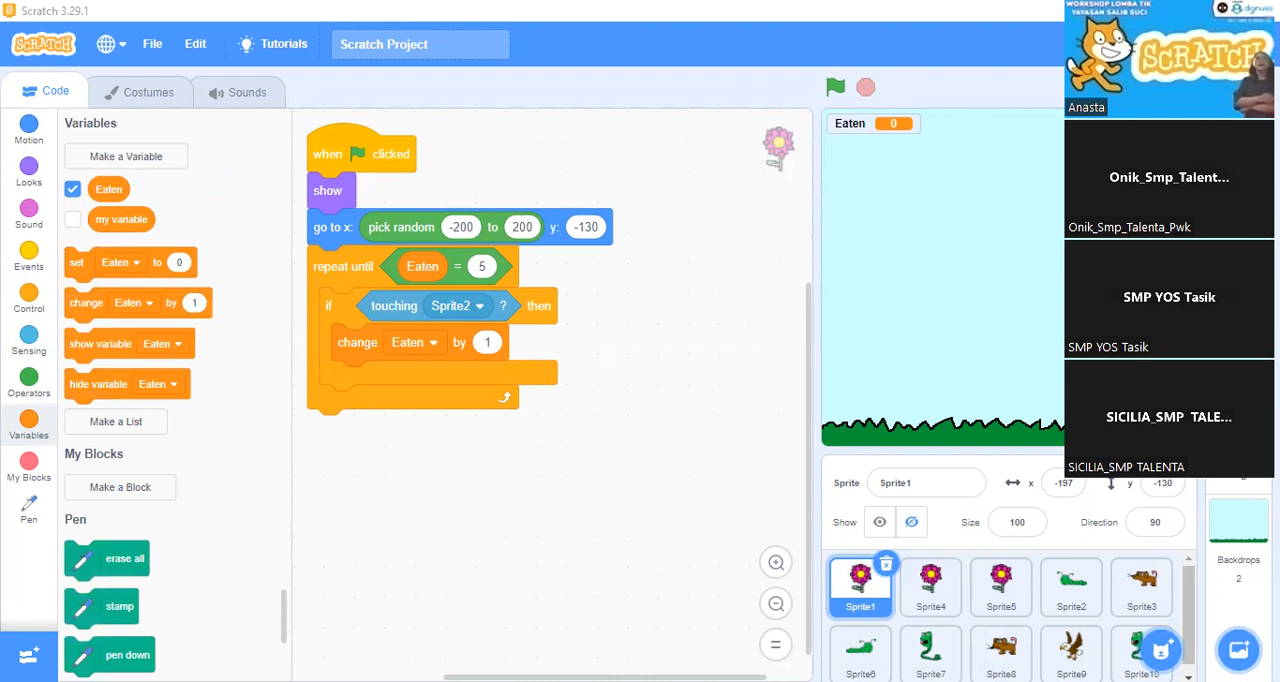 Scratch 3.29.1
SCRATCH
File
Edit
Tutorials
Scratch Project
Code
Costumes
Sounds
Motion
Looks
Sound
Events
Control
Sensing
Operators
Variables
My Blocks
Pen
Variables
Make a Variable
Eaten
my variable
set Eaten to 0
change Eaten by 1
show variable Eaten
hide variable Eaten
Make a List
My Blocks
Make a Block
Pen
erase all
stamp
pen down
when clicked
show
go to x: pick random -200 to 200 y: -130
repeat until Eaten = 5
if touching Sprite2 ? then
change Eaten by 1
Eaten 0
WORKSHOP LOMBA TIK
YAYASAN SALIB SUCI
SCRATCH
Anasta
Onik_Smp_Talent...
Onik_Smp_Talenta_Pwk
SMP YOS Tasik
SMP YOS Tasik
SICILIA_SMP TALE...
SICILIA_SMP TALENTA
Sprite Sprite1 x -197 y -130
Show Size 100 Direction 90
Sprite1
Sprite4
Sprite5
Sprite2
Sprite3
Sprite6
Sprite7
Sprite8
Sprite9
Sprite10
Backdrops
2